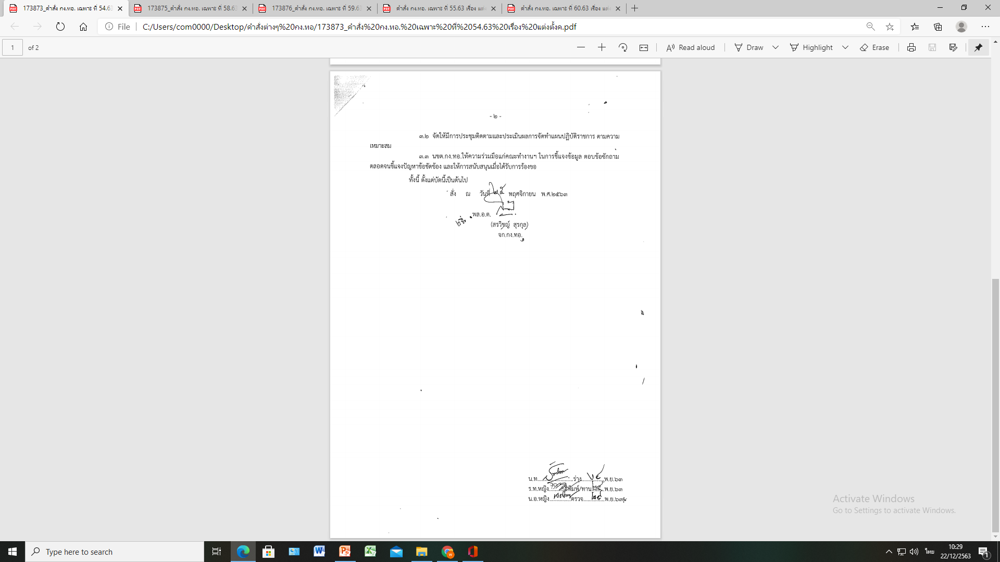 173873_คำสั่ง กง.ทอ. เฉพาะ ที่ 54.63
173875_คำสั่ง กง.ทอ. เฉพาะ ที่ 58.63
173876_คำสั่ง กง.ทอ. เฉพาะ ที่ 59.63
คำสั่ง กง.ทอ. เฉพาะ ที่ 55.63 เรื่อง แต่ง
คำสั่ง กง.ทอ. เฉพาะ ที่ 60.63 เรื่อง แต่ง
File C:/Users/com0000/Desktop/คำสั่งต่างๆ%20กง.ทอ/173873_คำสั่ง%20กง.ทอ.%20เฉพาะ%20ที่%2054.63%20เรื่อง%20แต่งตั้งค.pdf
1 of 2
Read aloud Draw Highlight Erase
- ๒ -
๓.๒ จัดให้มีการประชุมติดตามและประเมินผลการจัดทำแผนปฏิบัติราชการ ตามความ
เหมาะสม
๓.๓ นขต.กง.ทอ.ให้ความร่วมมือแก่คณะทำงานฯ ในการชี้แจงข้อมูล ตอบข้อซักถาม
ตลอดจนชี้แจงปัญหาข้อขัดข้อง และให้การสนับสนุนเมื่อได้รับการร้องขอ
ทั้งนี้ ตั้งแต่บัดนี้เป็นต้นไป
สั่ง ณ วันที่ ๒๕ พฤศจิกายน พ.ศ.๒๕๖๓
พล.อ.ต.
(สรวิชญ์ สุรกุล)
จก.กง.ทอ.
น.ท. ร่าง พ.ย.๖๓
ร.ท.หญิง พิมพ์/ทาน พ.ย.๖๓
น.อ.หญิง ตรวจ พ.ย.๖๓
Activate Windows
Go to Settings to activate Windows.
Type here to search
ไทย
10:29
22/12/2563
1